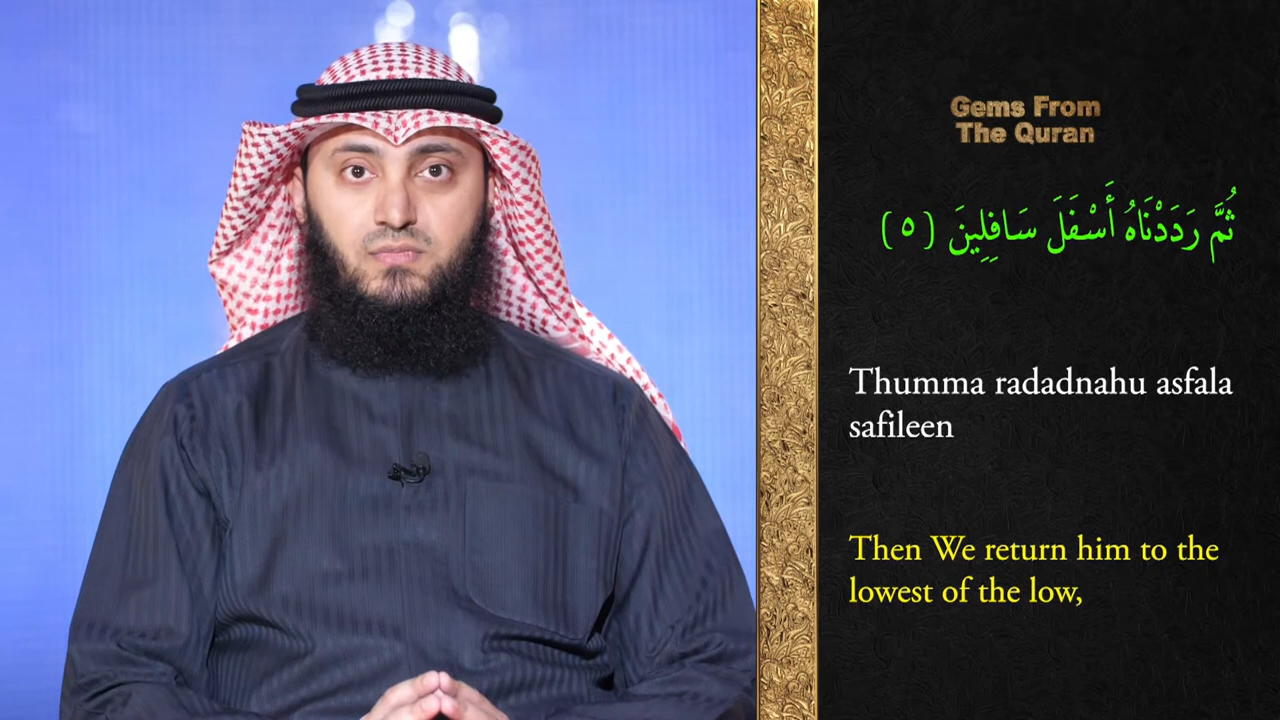 Gems From
The Quran
ثُمَّ رَدَدْنَاهُ أَسْفَلَ سَافِلِينَ (٥)
Thumma radadnahu asfala
safileen
Then We return him to the
lowest of the low,